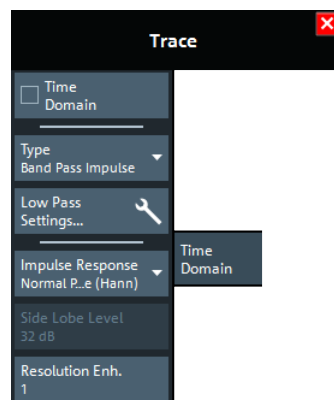 Trace
Time
Domain
Type
Band Pass Impulse
Low Pass
Settings...
Time
Domain
Impulse Response
Normal P...e (Hann)
Side Lobe Level
32 dB
Resolution Enh.
1